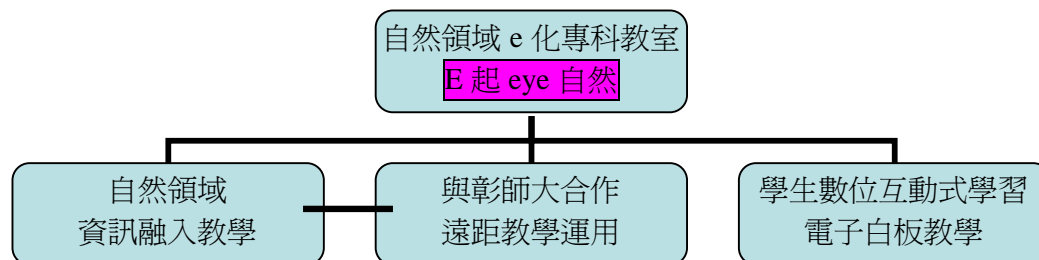 自然領域 e 化專科教室
E 起 eye 自然
自然領域
資訊融入教學
與彰師大合作
遠距教學運用
學生數位互動式學習
電子白板教學